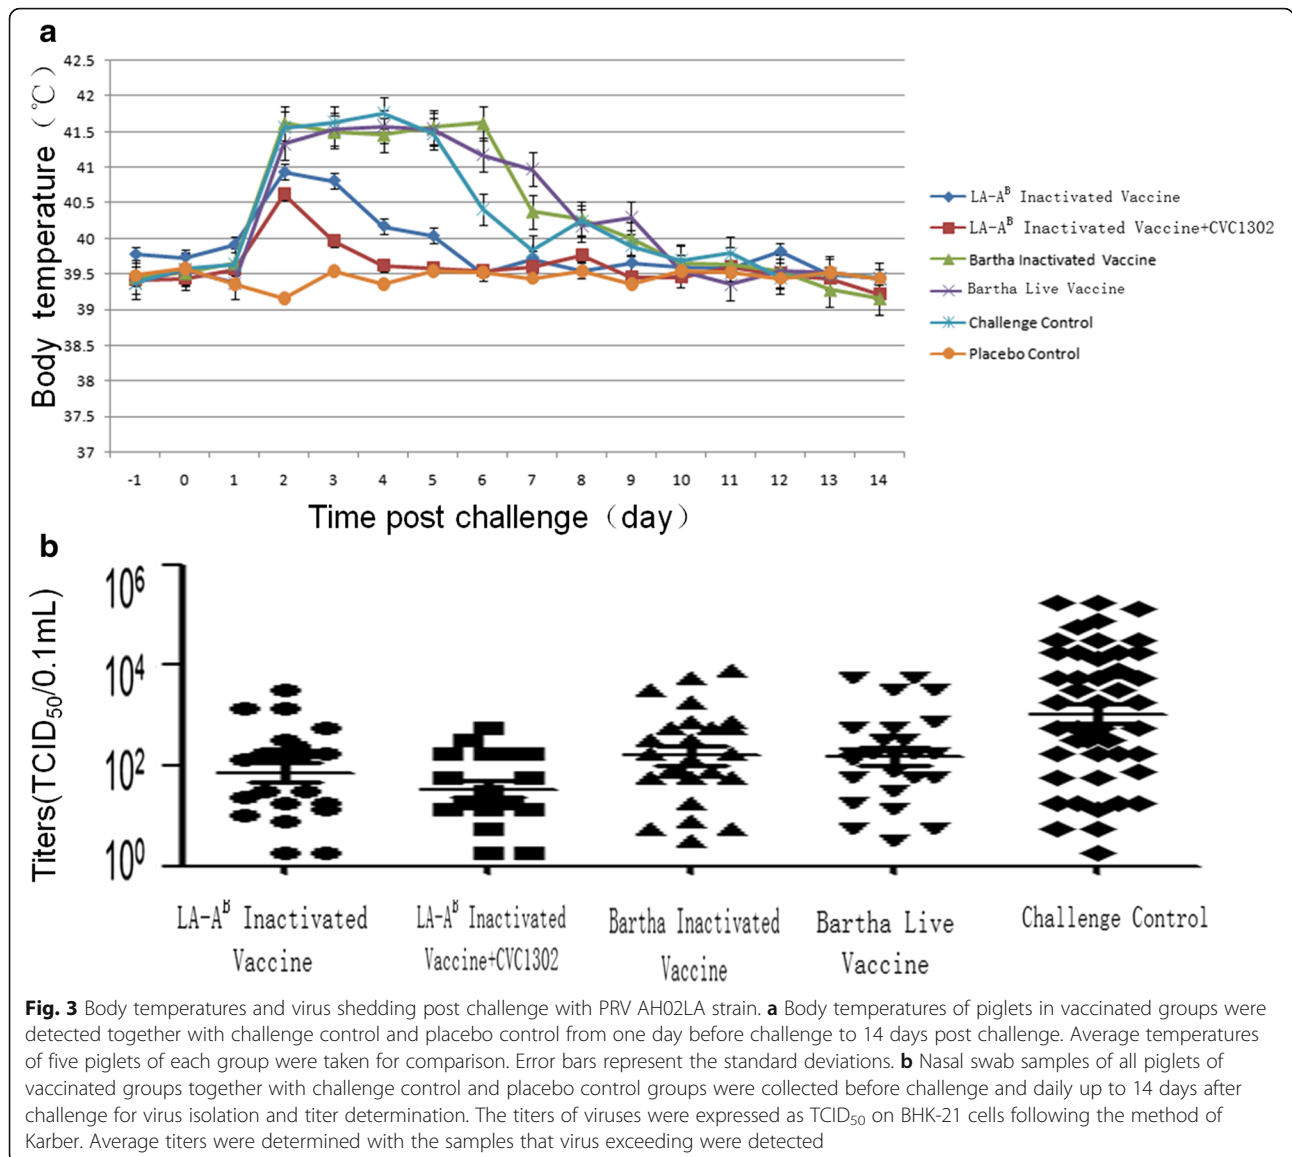 a
42.5
42
41.5
41
40.5
40
39.5
39
38.5
38
37.5
37
Body temperature（℃）
-1 0 1 2 3 4 5 6 7 8 9 10 11 12 13 14
Time post challenge（day）
LA-Aᴮ Inactivated Vaccine
LA-Aᴮ Inactivated Vaccine+CVC1302
Bartha Inactivated Vaccine
Bartha Live Vaccine
Challenge Control
Placebo Control
b
10⁶
10⁴
10²
10⁰
Titers(TCID₅₀/0.1mL)
LA-Aᴮ Inactivated
Vaccine
LA-Aᴮ Inactivated
Vaccine+CVC1302
Bartha Inactivated
Vaccine
Bartha Live
Vaccine
Challenge Control
Fig. 3 Body temperatures and virus shedding post challenge with PRV AH02LA strain. a Body temperatures of piglets in vaccinated groups were
detected together with challenge control and placebo control from one day before challenge to 14 days post challenge. Average temperatures
of five piglets of each group were taken for comparison. Error bars represent the standard deviations. b Nasal swab samples of all piglets of
vaccinated groups together with challenge control and placebo control groups were collected before challenge and daily up to 14 days after
challenge for virus isolation and titer determination. The titers of viruses were expressed as TCID₅₀ on BHK-21 cells following the method of
Karber. Average titers were determined with the samples that virus exceeding were detected